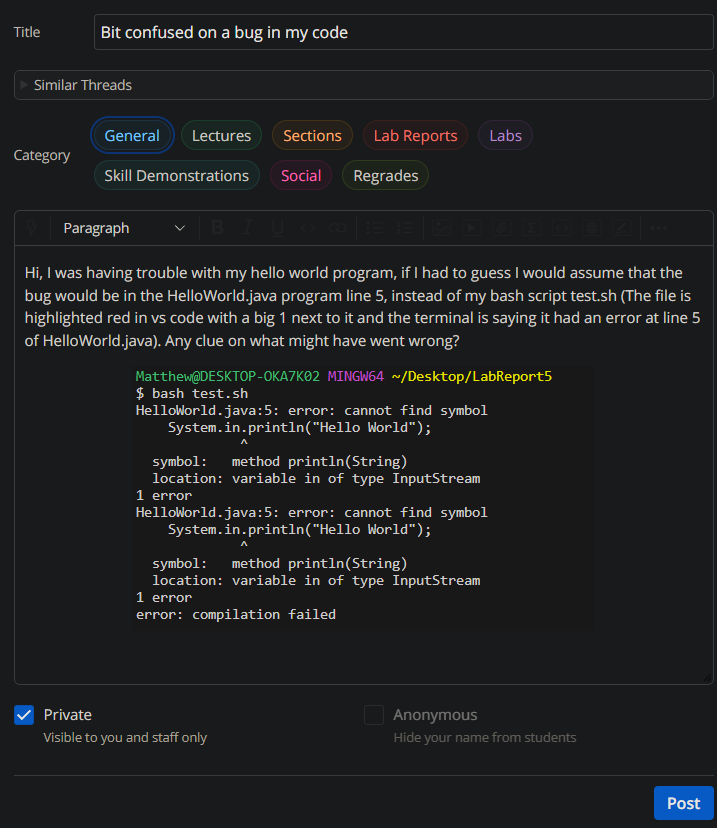 Title
Bit confused on a bug in my code
Similar Threads
Category
General
Lectures
Sections
Lab Reports
Labs
Skill Demonstrations
Social
Regrades
Paragraph
B I U
Hi, I was having trouble with my hello world program, if I had to guess I would assume that the
bug would be in the HelloWorld.java program line 5, instead of my bash script test.sh (The file is
highlighted red in vs code with a big 1 next to it and the terminal is saying it had an error at line 5
of HelloWorld.java). Any clue on what might have went wrong?
Matthew@DESKTOP-OKA7K02 MINGW64 ~/Desktop/LabReport5
$ bash test.sh
HelloWorld.java:5: error: cannot find symbol
    System.in.println("Hello World");
             ^
  symbol:   method println(String)
  location: variable in of type InputStream
1 error
HelloWorld.java:5: error: cannot find symbol
    System.in.println("Hello World");
             ^
  symbol:   method println(String)
  location: variable in of type InputStream
1 error
error: compilation failed
Private
Visible to you and staff only
Anonymous
Hide your name from students
Post